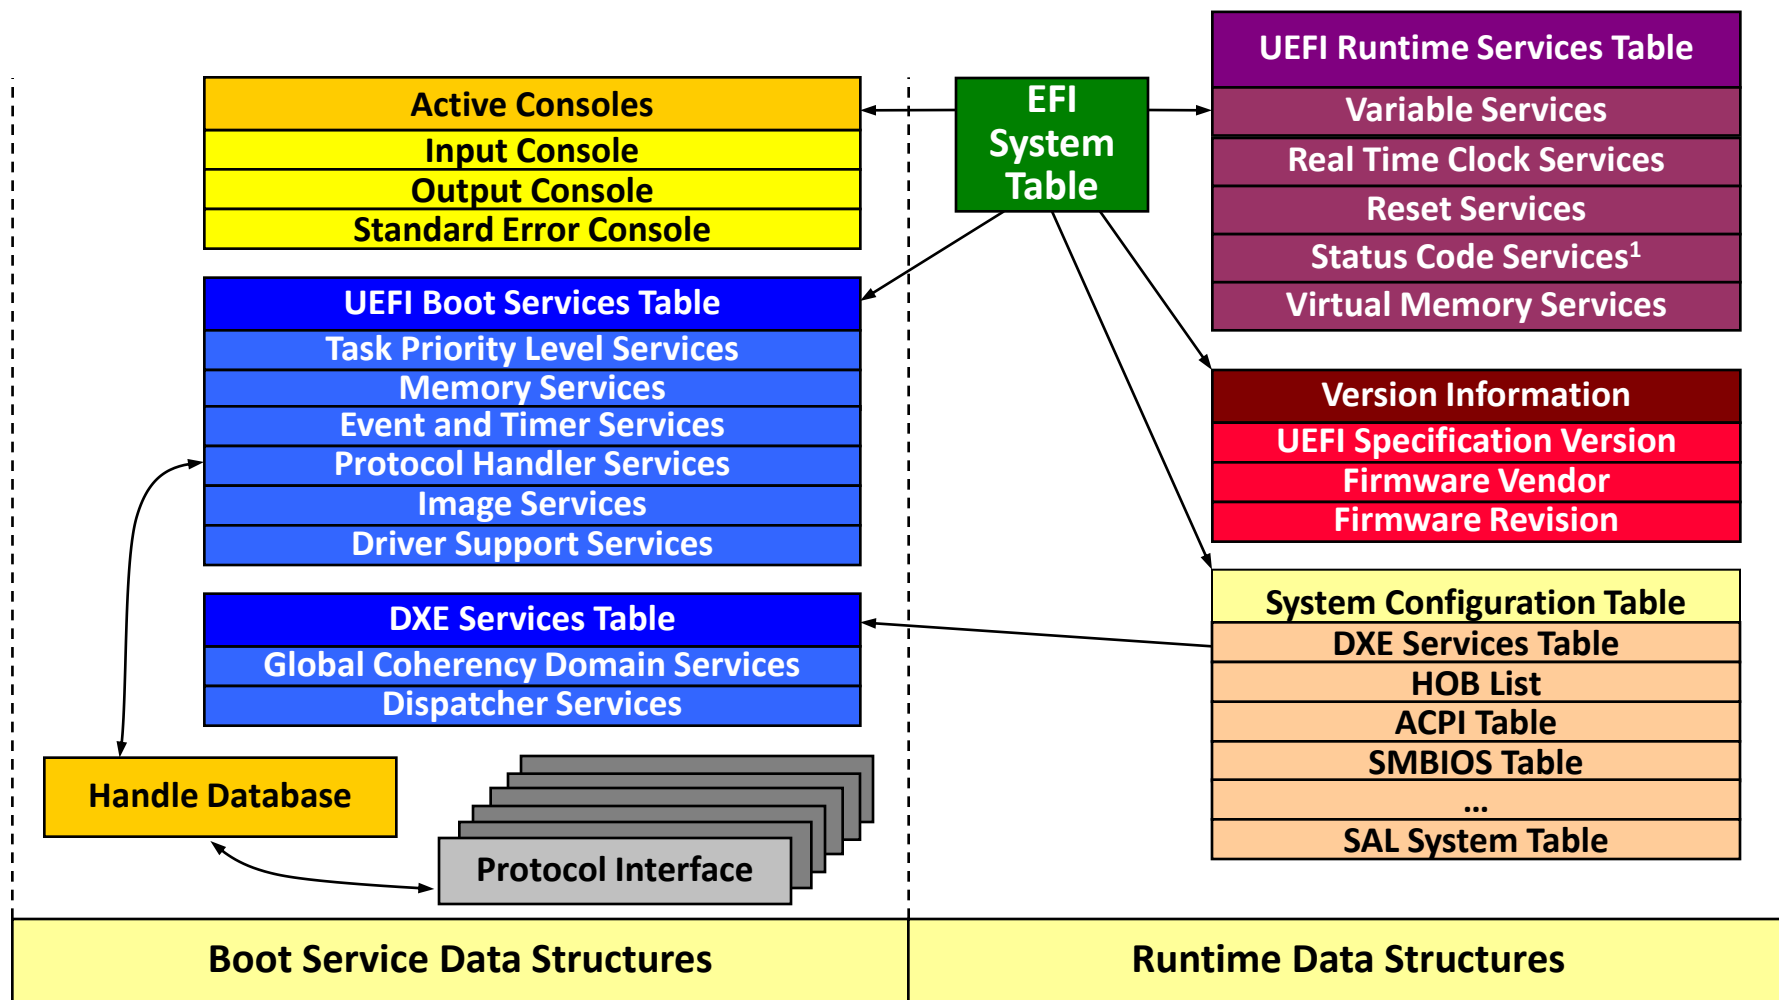 Active Consoles
Input Console
Output Console
Standard Error Console
UEFI Boot Services Table
Task Priority Level Services
Memory Services
Event and Timer Services
Protocol Handler Services
Image Services
Driver Support Services
DXE Services Table
Global Coherency Domain Services
Dispatcher Services
Handle Database
Protocol Interface
Boot Service Data Structures
EFI
System
Table
UEFI Runtime Services Table
Variable Services
Real Time Clock Services
Reset Services
Status Code Services¹
Virtual Memory Services
Version Information
UEFI Specification Version
Firmware Vendor
Firmware Revision
System Configuration Table
DXE Services Table
HOB List
ACPI Table
SMBIOS Table
…
SAL System Table
Runtime Data Structures